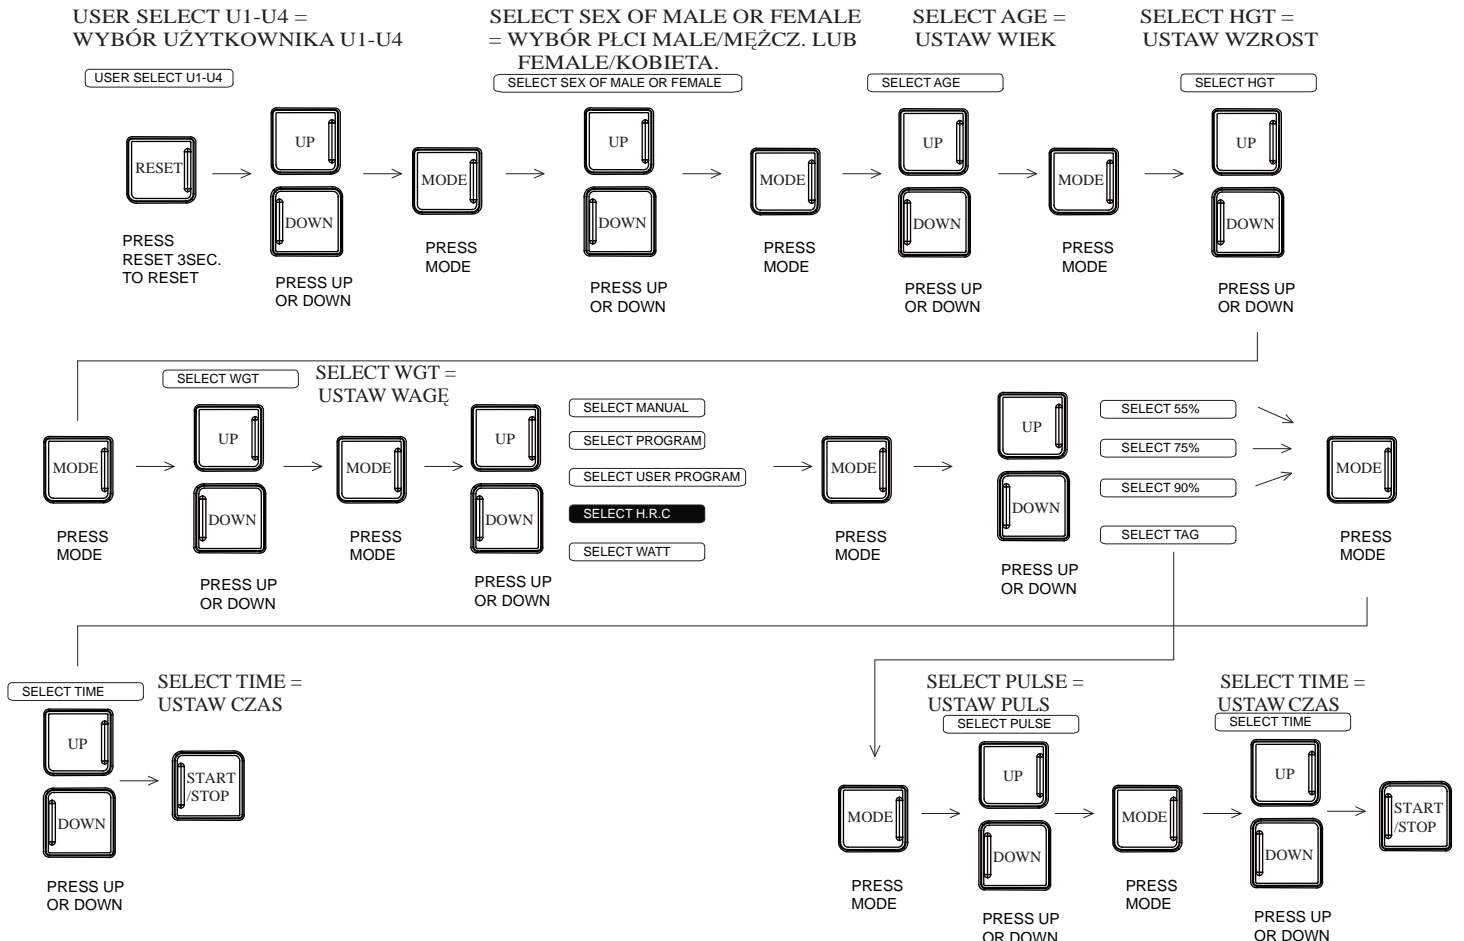 USER SELECT U1-U4 =
WYBÓR UŻYTKOWNIKA U1-U4
SELECT SEX OF MALE OR FEMALE
= WYBÓR PŁCI MALE/MĘŻCZ. LUB
FEMALE/KOBIETA.
SELECT AGE =
USTAW WIEK
SELECT HGT =
USTAW WZROST
USER SELECT U1-U4
SELECT SEX OF MALE OR FEMALE
SELECT AGE
SELECT HGT
RESET
UP
DOWN
MODE
UP
DOWN
MODE
UP
DOWN
MODE
UP
DOWN
PRESS
RESET 3SEC.
TO RESET
PRESS UP
OR DOWN
PRESS
MODE
PRESS UP
OR DOWN
PRESS
MODE
PRESS UP
OR DOWN
PRESS
MODE
PRESS UP
OR DOWN
SELECT WGT
SELECT WGT =
USTAW WAGĘ
MODE
UP
DOWN
MODE
UP
DOWN
SELECT MANUAL
SELECT PROGRAM
SELECT USER PROGRAM
SELECT H.R.C
SELECT WATT
MODE
UP
DOWN
SELECT 55%
SELECT 75%
SELECT 90%
SELECT TAG
MODE
PRESS
MODE
PRESS UP
OR DOWN
PRESS
MODE
PRESS UP
OR DOWN
PRESS
MODE
PRESS UP
OR DOWN
PRESS
MODE
SELECT TIME
SELECT TIME =
USTAW CZAS
UP
DOWN
START
/STOP
PRESS UP
OR DOWN
SELECT PULSE =
USTAW PULS
SELECT PULSE
SELECT TIME =
USTAW CZAS
SELECT TIME
MODE
UP
DOWN
MODE
UP
DOWN
START
/STOP
PRESS
MODE
PRESS UP
OR DOWN
PRESS
MODE
PRESS UP
OR DOWN